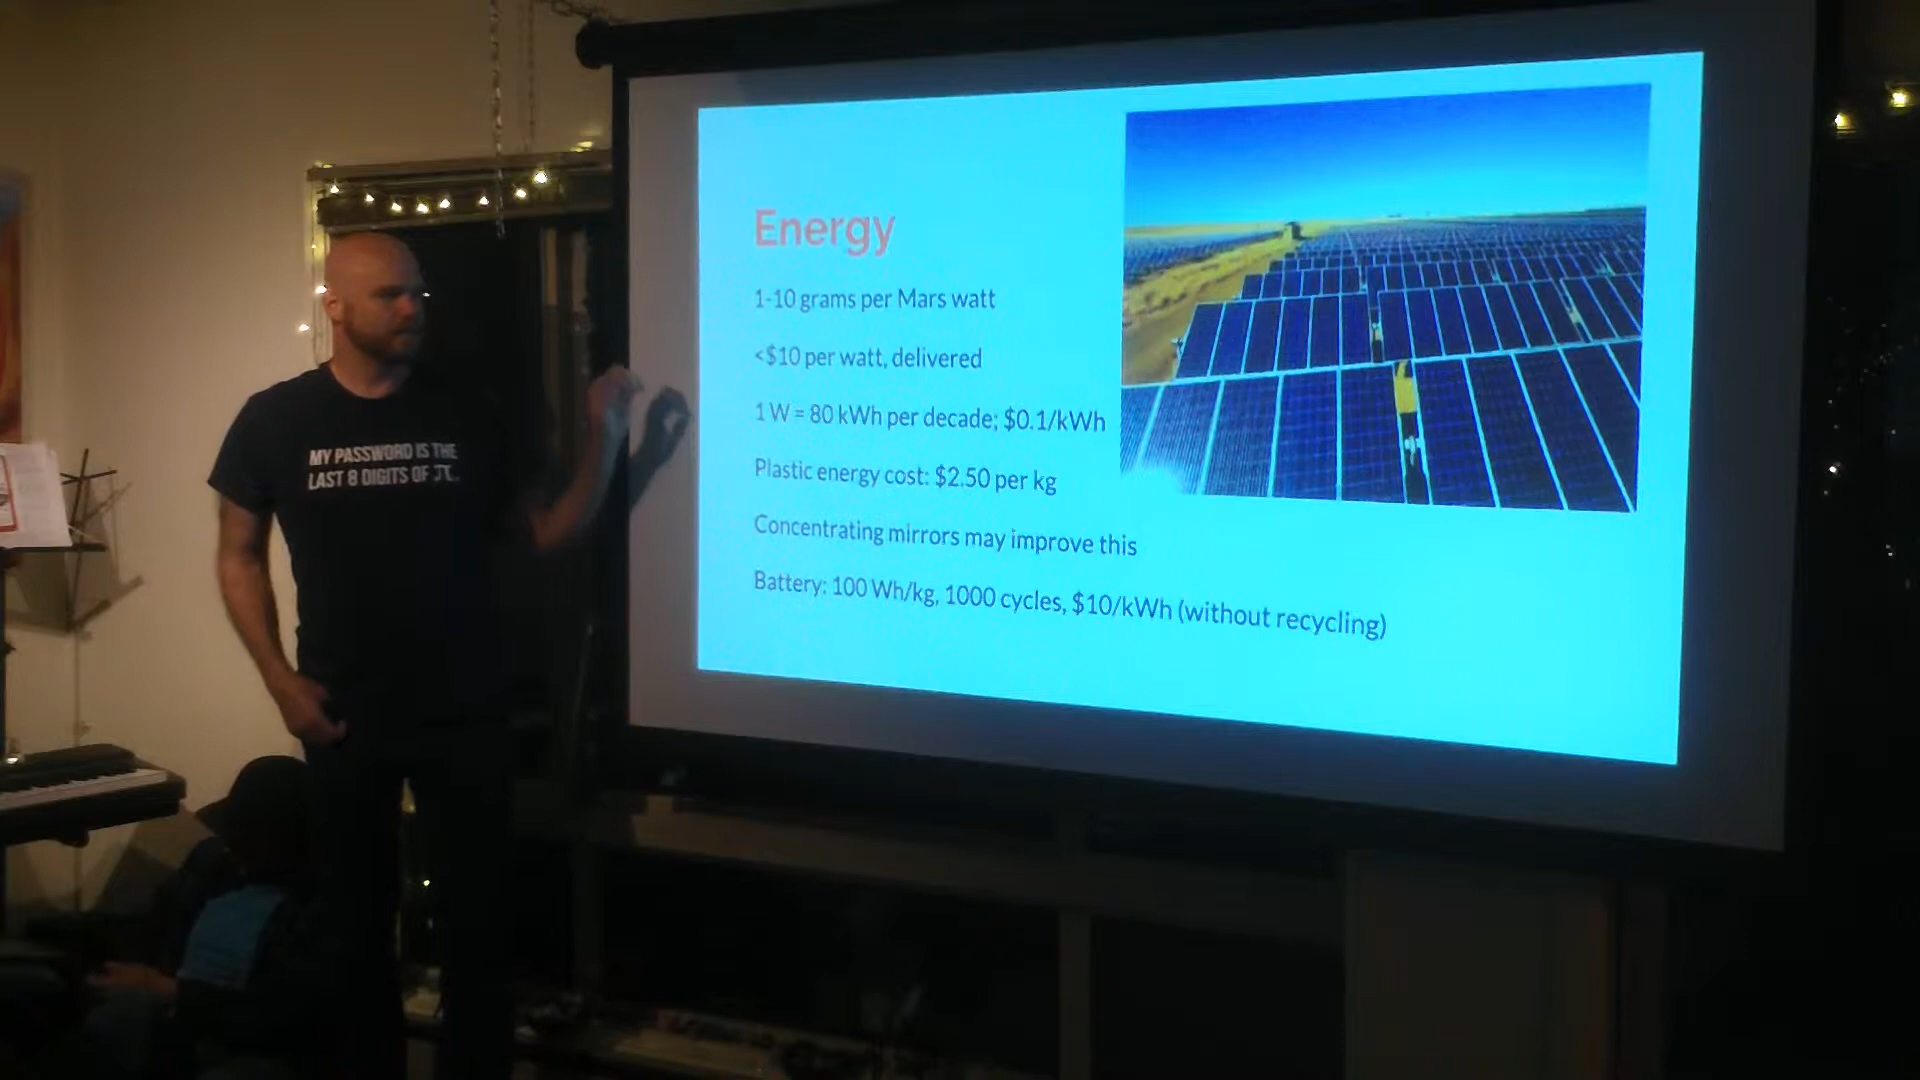 MY PASSWORD IS THE
LAST 8 DIGITS OF π.
Energy
1-10 grams per Mars watt
<$10 per watt, delivered
1 W = 80 kWh per decade; $0.1/kWh
Plastic energy cost: $2.50 per kg
Concentrating mirrors may improve this
Battery: 100 Wh/kg, 1000 cycles, $10/kWh (without recycling)